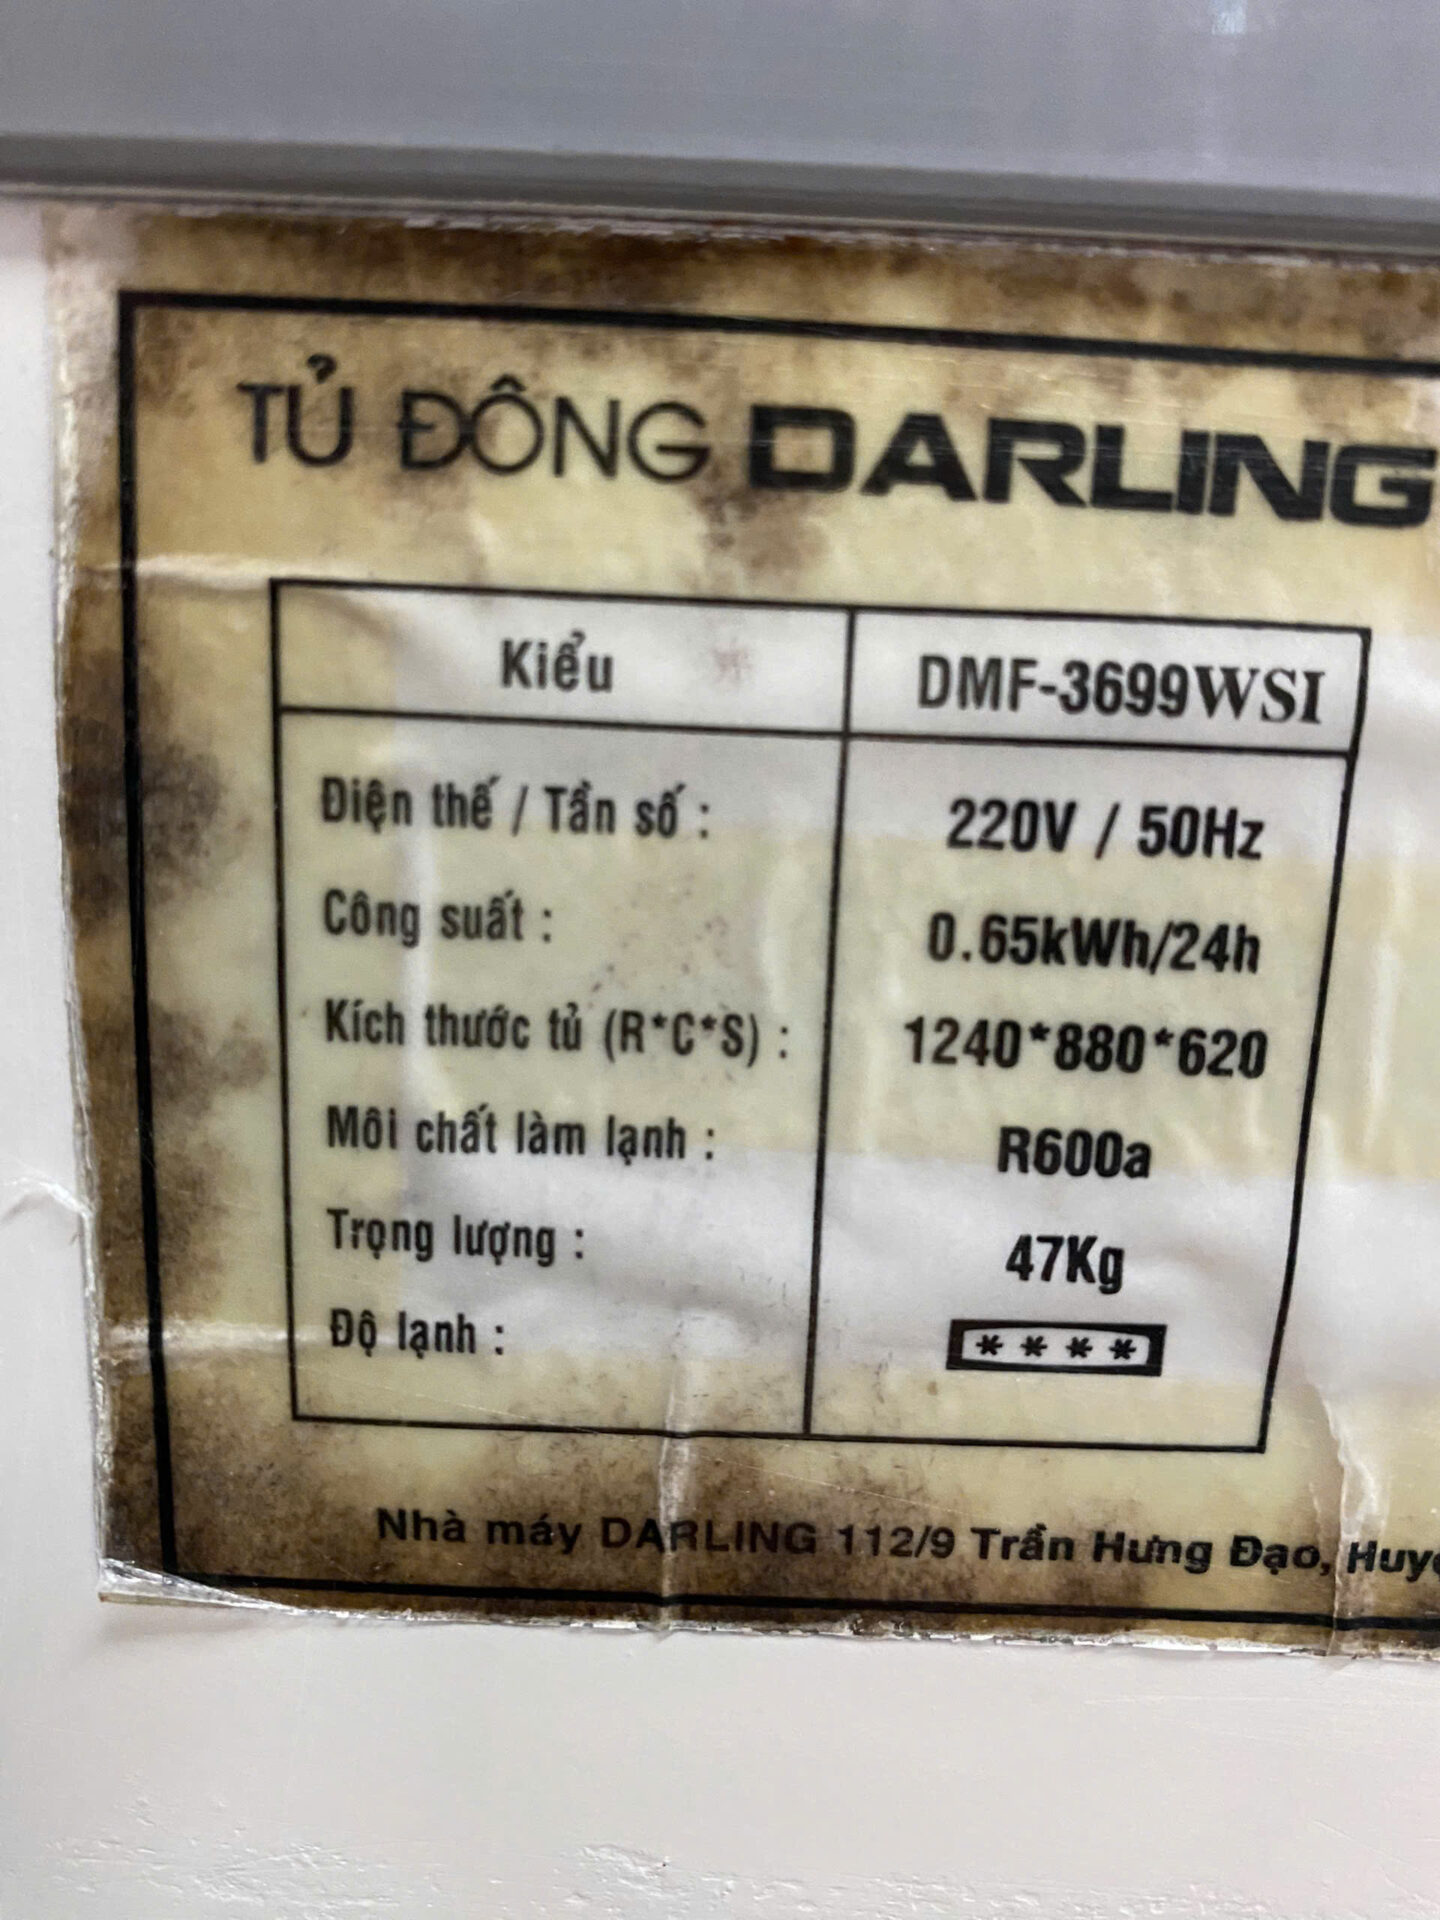 TỦ ĐÔNG DARLING
Kiểu DMF-3699WSI
Điện thế / Tần số : 220V / 50Hz
Công suất : 0.65kWh/24h
Kích thước tủ (R*C*S) : 1240*880*620
Môi chất làm lạnh : R600a
Trọng lượng : 47Kg
Độ lạnh : * * * *
Nhà máy DARLING 112/9 Trần Hưng Đạo,